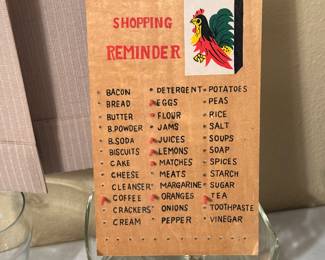 SHOPPING
REMINDER
BACON
BREAD
BUTTER
B.POWDER
B.SODA
BISCUITS
CAKE
CHEESE
CLEANSER
COFFEE
CRACKERS
CREAM
DETERGENT
EGGS
FLOUR
JAMS
JUICES
LEMONS
MATCHES
MEATS
MARGARINE
ORANGES
ONIONS
PEPPER
POTATOES
PEAS
RICE
SALT
SOUPS
SOAP
SPICES
STARCH
SUGAR
TEA
TOOTHPASTE
VINEGAR